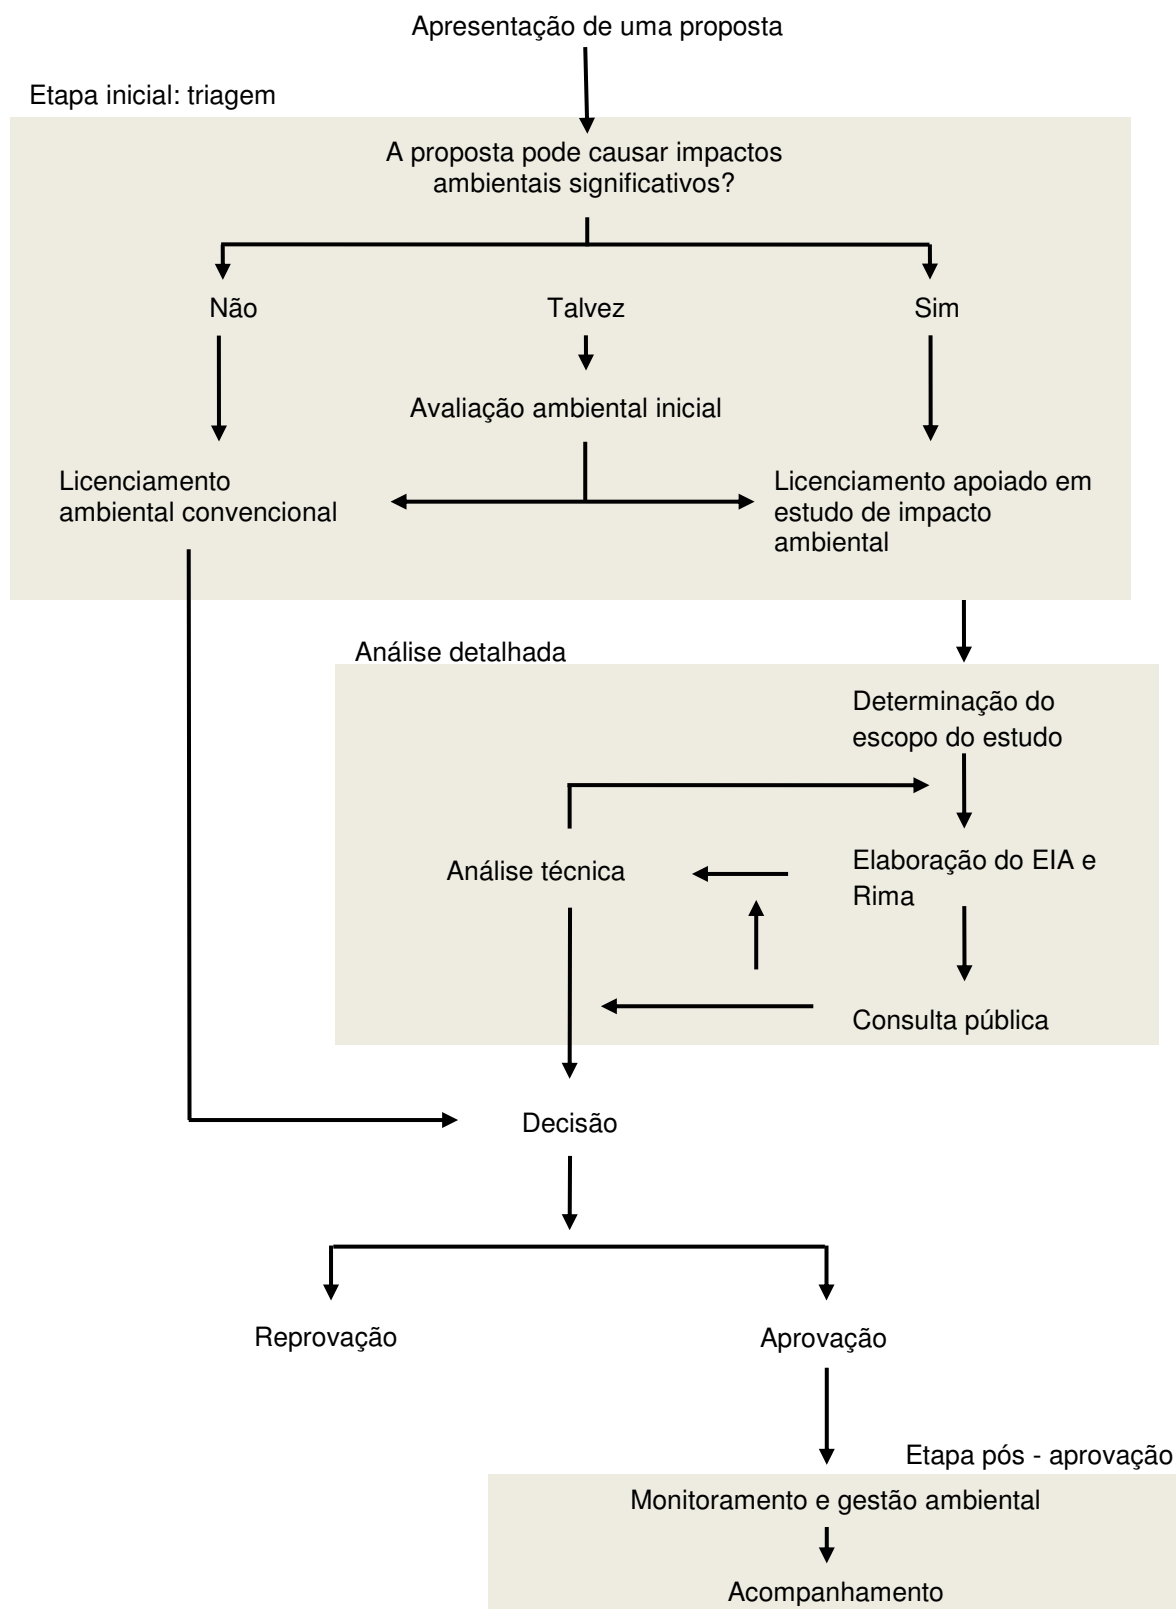 Apresentação de uma proposta
Etapa inicial: triagem
A proposta pode causar impactos
ambientais significativos?
Não
Talvez
Sim
Avaliação ambiental inicial
Licenciamento
ambiental convencional
Licenciamento apoiado em
estudo de impacto
ambiental
Análise detalhada
Determinação do
escopo do estudo
Análise técnica
Elaboração do EIA e
Rima
Consulta pública
Decisão
Reprovação
Aprovação
Etapa pós - aprovação
Monitoramento e gestão ambiental
Acompanhamento